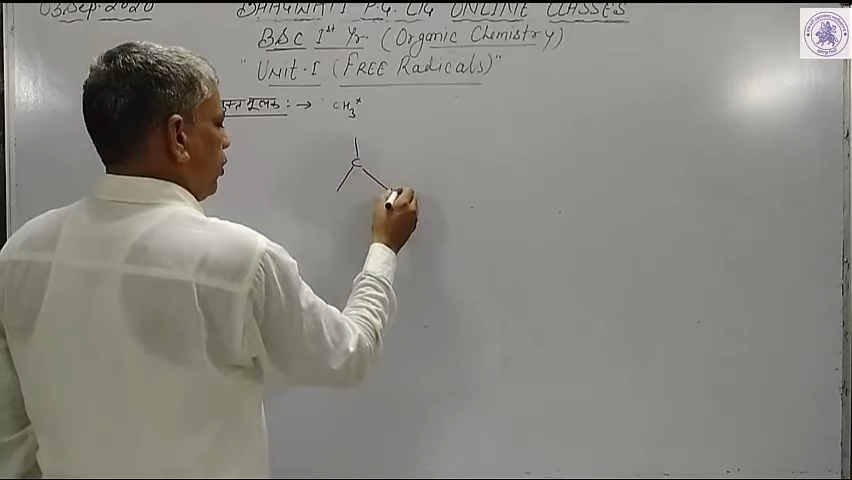 03 Sep. 2020
BHAGWATI P.G. CLG ONLINE CLASSES
BSC Ist Yr. (Organic Chemistry)
"UNIT-I (FREE Radicals)"
मूलक :→ CH3*
C